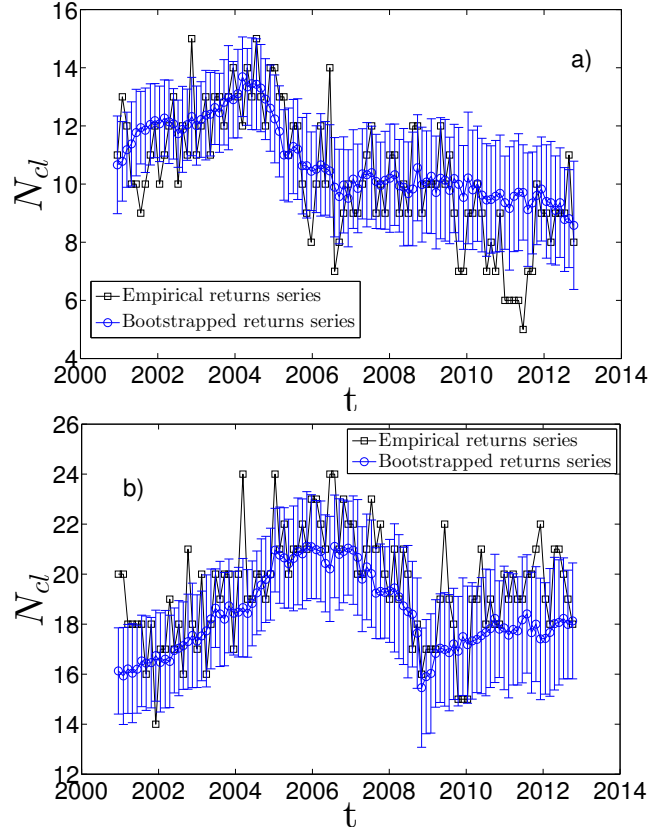 16
a)
14
12
N_cl
10
8
Empirical returns series
Bootstrapped returns series
6
4
2000 2002 2004 2006 2008 2010 2012 2014
t
26
Empirical returns series
24
b)
Bootstrapped returns series
22
20
N_cl
18
16
14
12
2000 2002 2004 2006 2008 2010 2012 2014
t